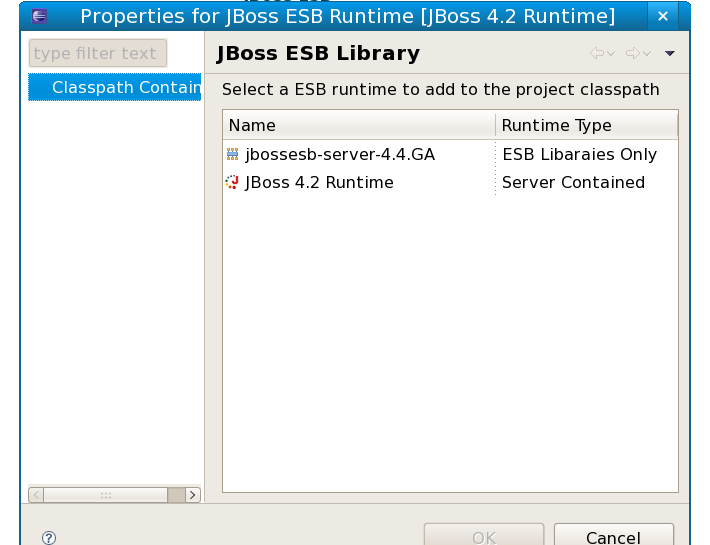 Properties for JBoss ESB Runtime [JBoss 4.2 Runtime]
type filter text
Classpath Contain
JBoss ESB Library
Select a ESB runtime to add to the project classpath
Name Runtime Type
jbossesb-server-4.4.GA ESB Libaraies Only
JBoss 4.2 Runtime Server Contained
OK Cancel